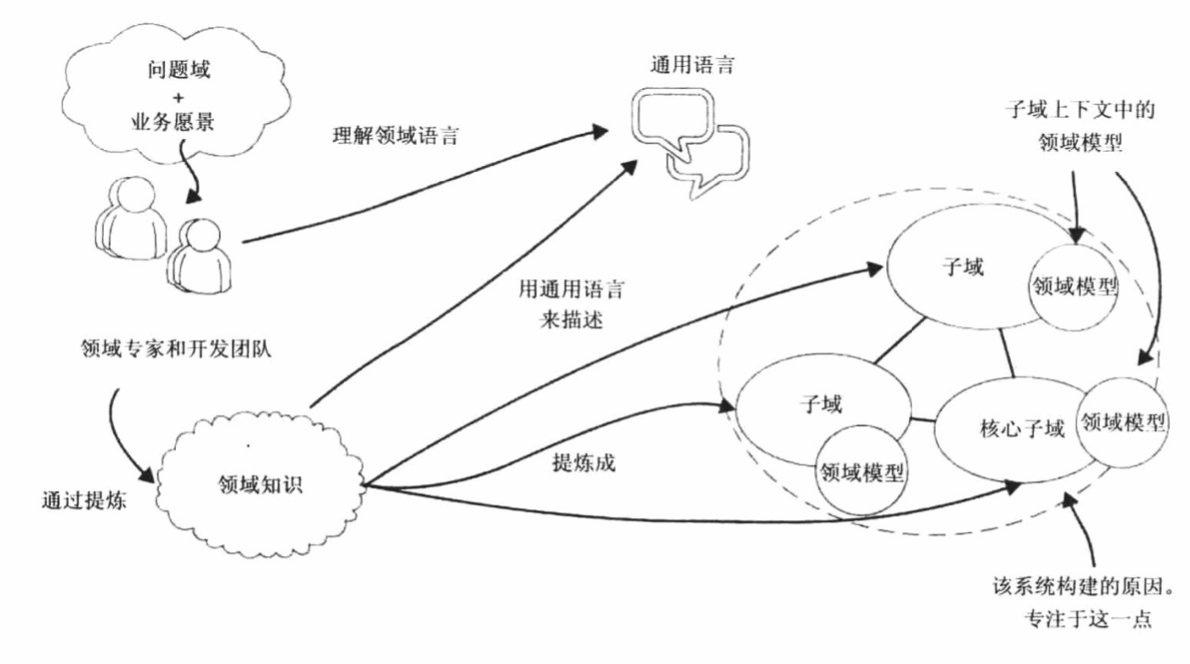 问题域
+
业务愿景
理解领域语言
通用语言
子域上下文中的
领域模型
子域
领域模型
用通用语言
来描述
领域专家和开发团队
子域
领域模型
核心子域
领域模型
提炼成
通过提炼
领域知识
该系统构建的原因。
专注于这一点